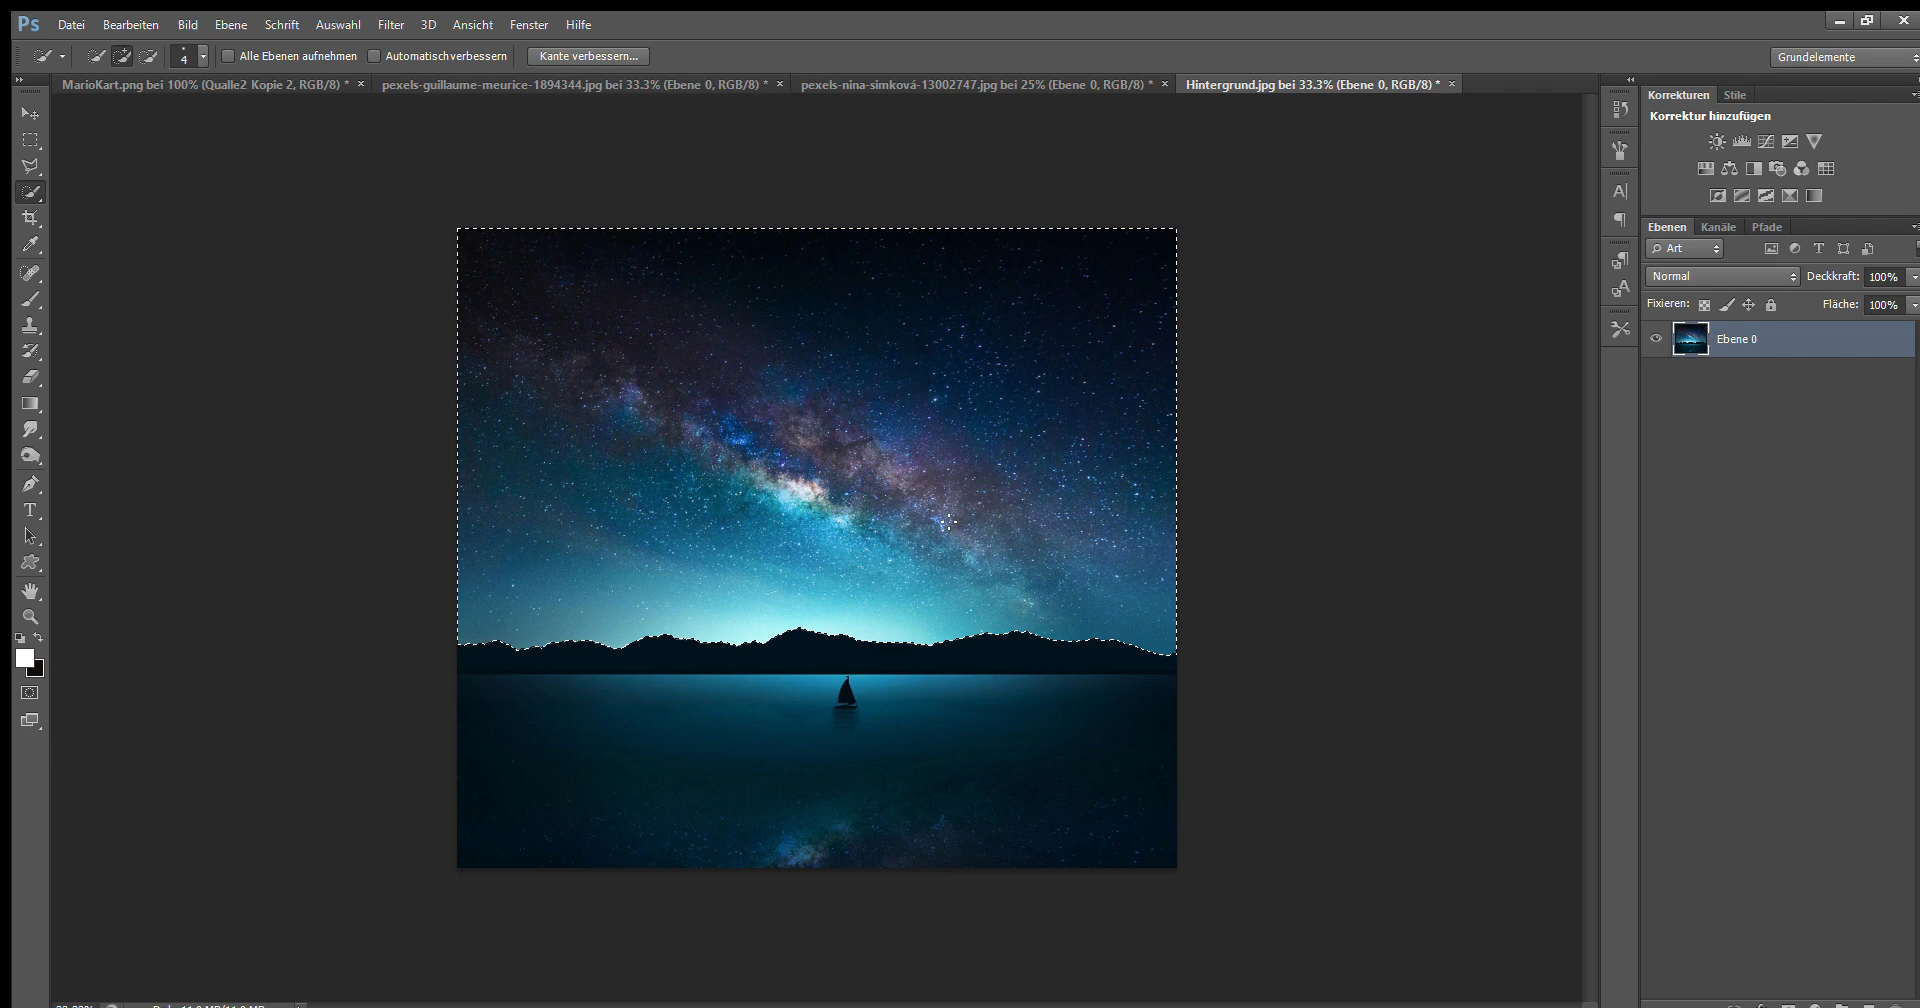 Ps Datei Bearbeiten Bild Ebene Schrift Auswahl Filter 3D Ansicht Fenster Hilfe
4 Alle Ebenen aufnehmen Automatischverbessern Kante verbessern... Grundelemente
MarioKart.png bei 100% (Qualle2 Kopie 2, RGB/8) * × pexels-guillaume-meurice-1894344.jpg bei 33.3% (Ebene 0, RGB/8) * × pexels-nina-simková-13002747.jpg bei 25% (Ebene 0, RGB/8) * × Hintergrund.jpg bei 33.3% (Ebene 0, RGB/8) * ×
Korrekturen Stile
Korrektur hinzufügen
Ebenen Kanäle Pfade
Art
Normal Deckkraft: 100%
Fixieren: Fläche: 100%
Ebene 0